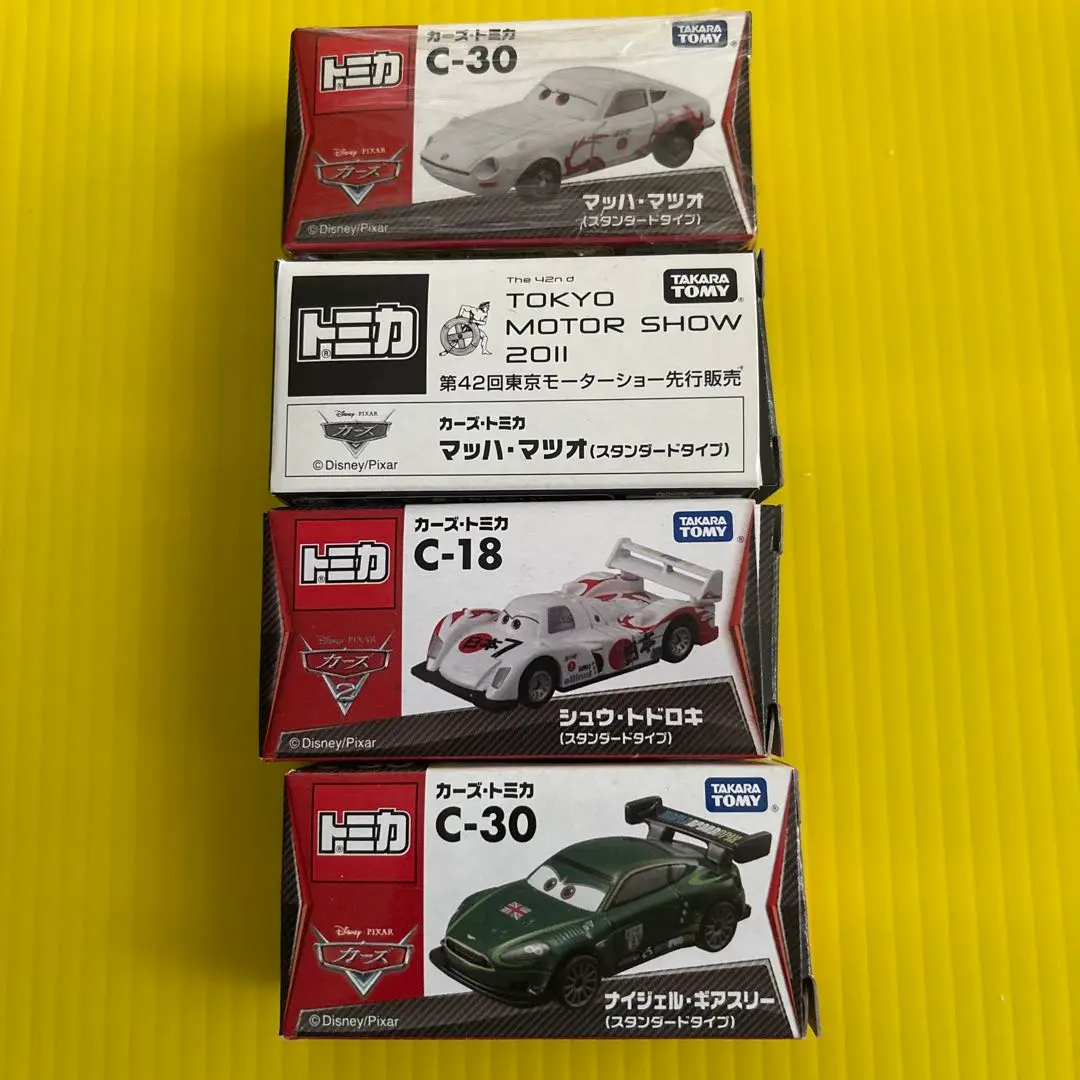 トミカ
カーズ・トミカ
C-30
TAKARA TOMY
Disney・PIXAR
カーズ
マッハ・マツオ
(スタンダードタイプ)
©Disney/Pixar
トミカ
The 42nd
TOKYO
MOTOR SHOW
2011
TAKARA TOMY
第42回東京モーターショー先行販売
Disney・PIXAR
カーズ
©Disney/Pixar
カーズ・トミカ
マッハ・マツオ(スタンダードタイプ)
トミカ
カーズ・トミカ
C-18
TAKARA TOMY
Disney・PIXAR
カーズ
2
日本7
シュウ・トドロキ
(スタンダードタイプ)
©Disney/Pixar
トミカ
カーズ・トミカ
C-30
TAKARA TOMY
Disney・PIXAR
カーズ
ナイジェル・ギアスリー
(スタンダードタイプ)
©Disney/Pixar